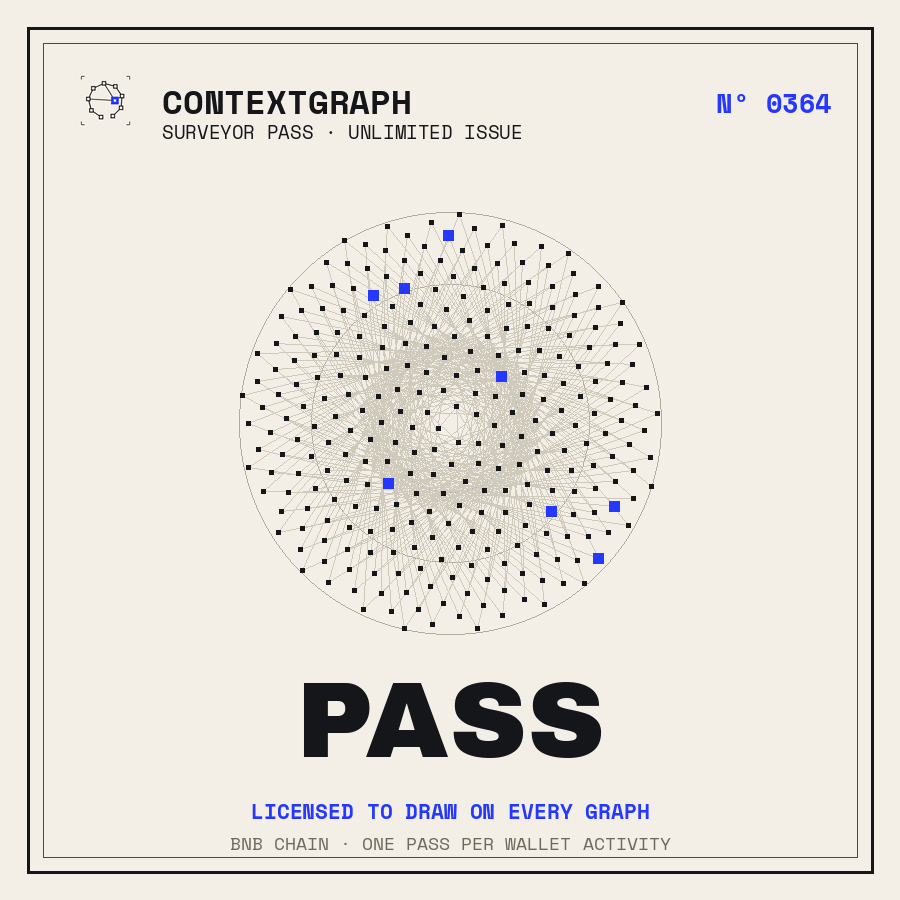 CONTEXTGRAPH
N° 0364
SURVEYOR PASS · UNLIMITED ISSUE
PASS
LICENSED TO DRAW ON EVERY GRAPH
BNB CHAIN · ONE PASS PER WALLET ACTIVITY